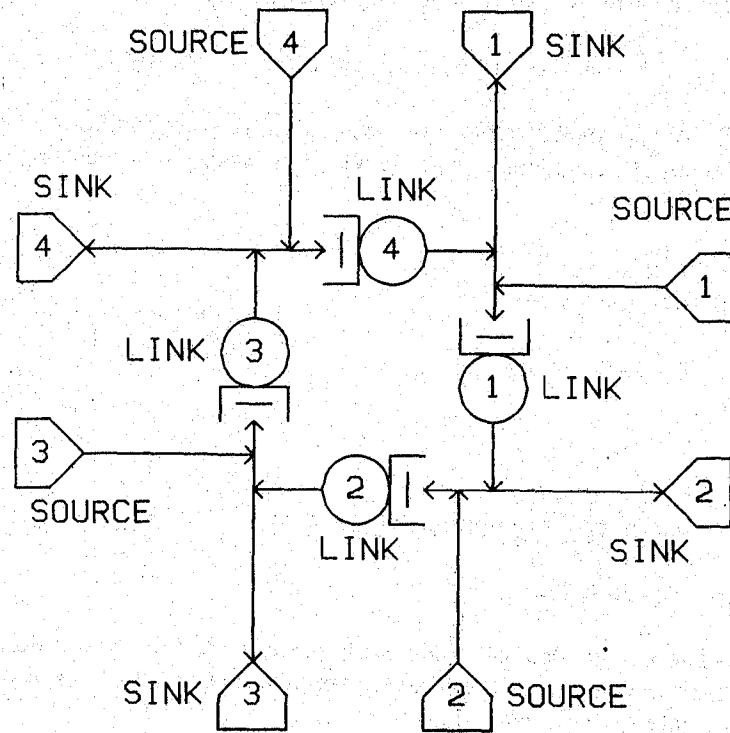 SOURCE 4
1 SINK
SINK
4
LINK
4
SOURCE
1
LINK 3
1 LINK
3
SOURCE
2
LINK
2
SINK
SINK 3
2 SOURCE